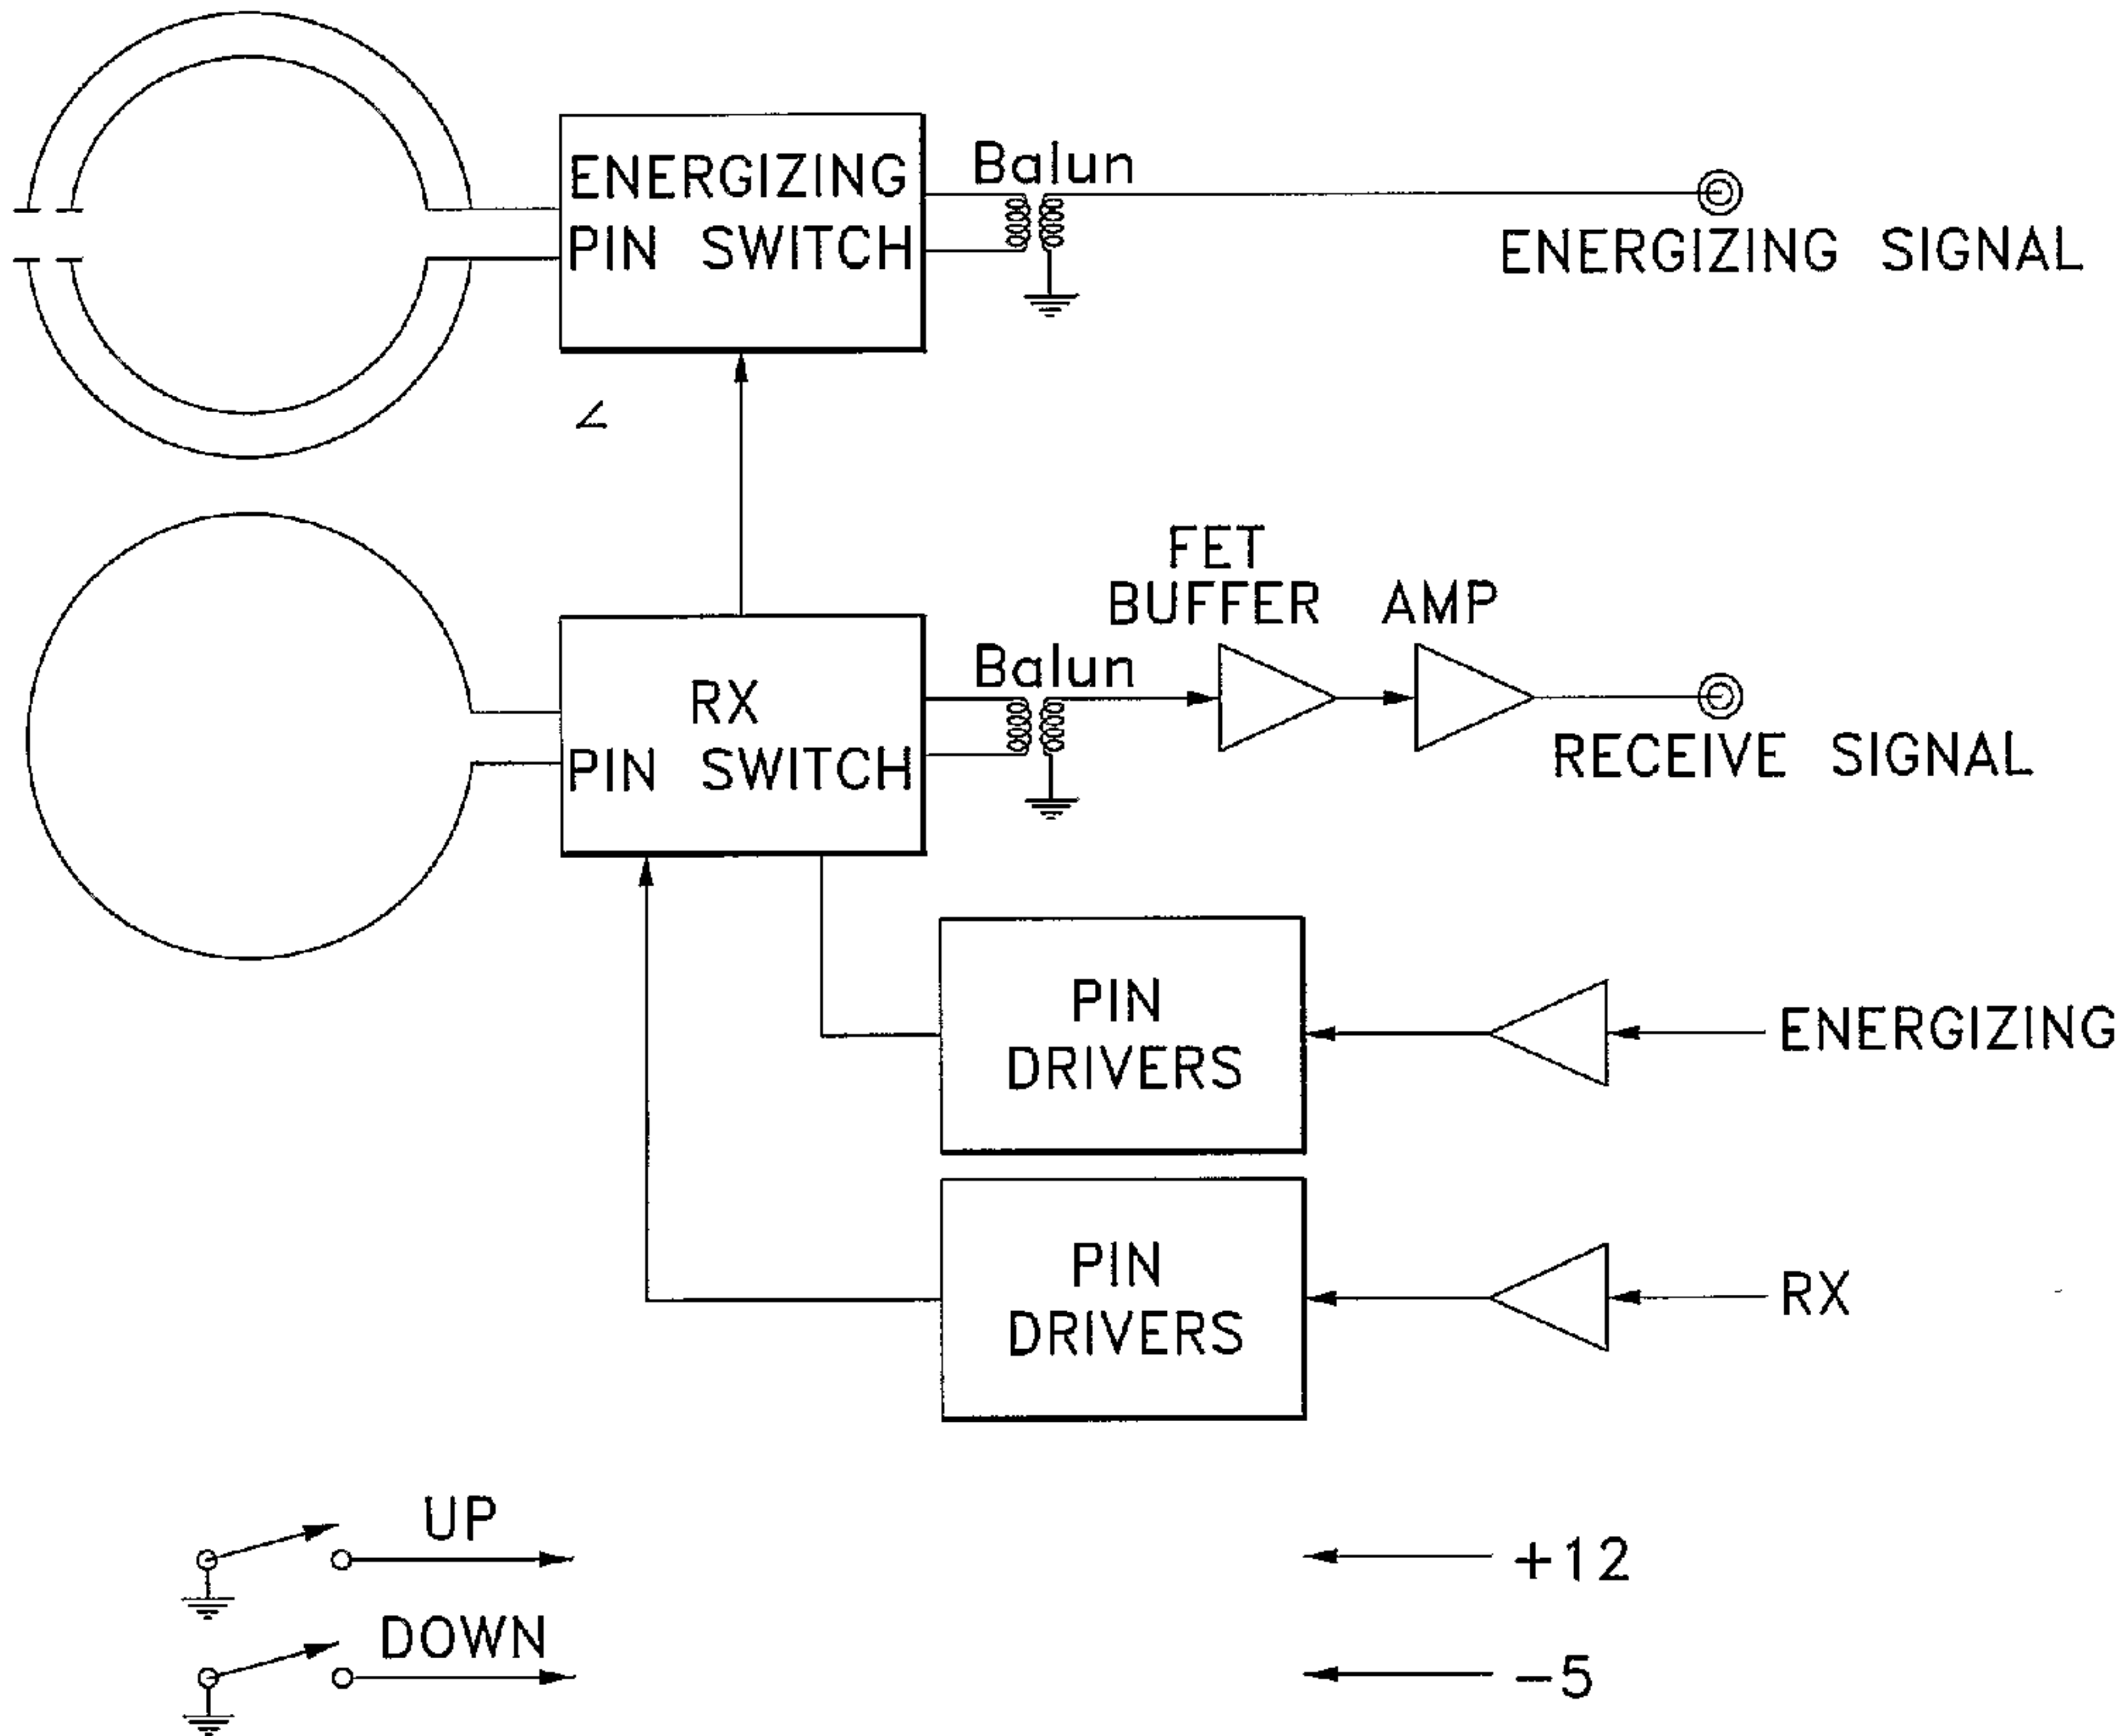 ENERGIZING
PIN SWITCH
Balun
ENERGIZING SIGNAL
FET
BUFFER
AMP
RX
PIN SWITCH
Balun
RECEIVE SIGNAL
PIN
DRIVERS
ENERGIZING
PIN
DRIVERS
RX
UP
+12
DOWN
-5